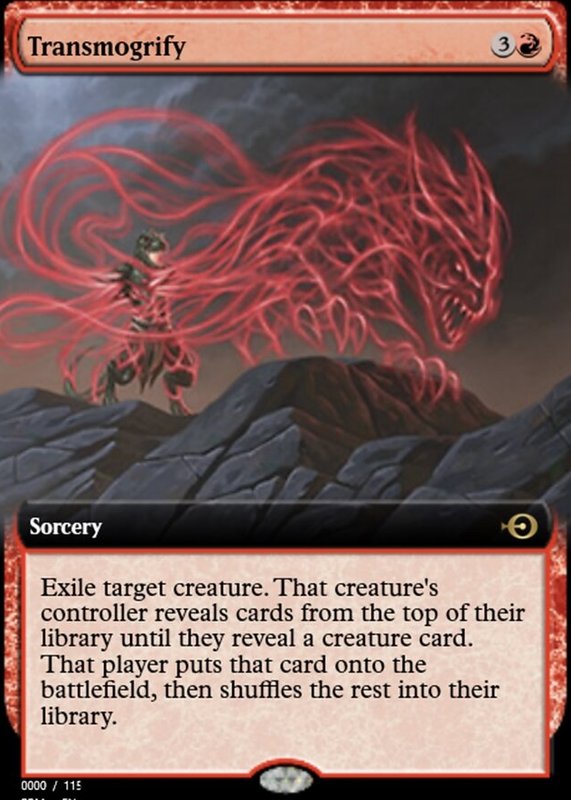 Transmogrify 3
Sorcery
Exile target creature. That creature's
controller reveals cards from the top of their
library until they reveal a creature card.
That player puts that card onto the
battlefield, then shuffles the rest into their
library.
0000 / 115